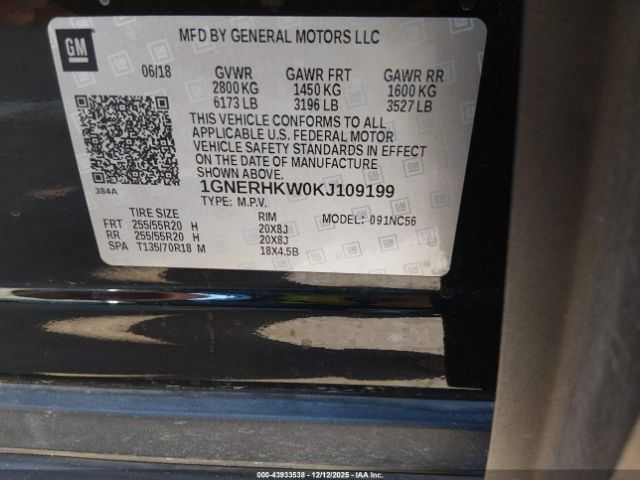 GM
MFD BY GENERAL MOTORS LLC
06/18 GVWR GAWR FRT GAWR RR
2800 KG 1450 KG 1600 KG
6173 LB 3196 LB 3527 LB
THIS VEHICLE CONFORMS TO ALL
APPLICABLE U.S. FEDERAL MOTOR
VEHICLE SAFETY STANDARDS IN EFFECT
ON THE DATE OF MANUFACTURE
SHOWN ABOVE.
384A
1GNERHKW0KJ109199
TYPE: M.P.V.
TIRE SIZE RIM MODEL: 091NC56
FRT 255/55R20 H 20X8J
RR 255/55R20 H 20X8J
SPA T135/70R18 M 18X4.5B
©-43933538 - 12/12/2025 - IAAI.COM